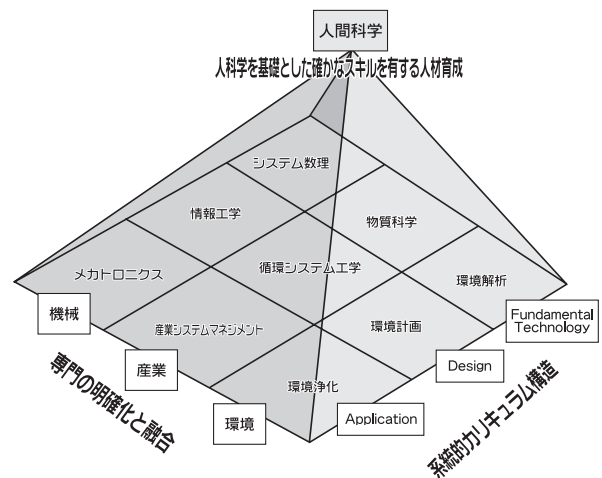 人間科学
人科学を基礎とした確かなスキルを有する人材育成
システム数理
情報工学
物質科学
メカトロニクス
循環システム工学
環境解析
産業システムマネジメント
環境計画
環境浄化
機械
産業
環境
Fundamental
Technology
Design
Application
専門の明確化と融合
系統的カリキュラム構造